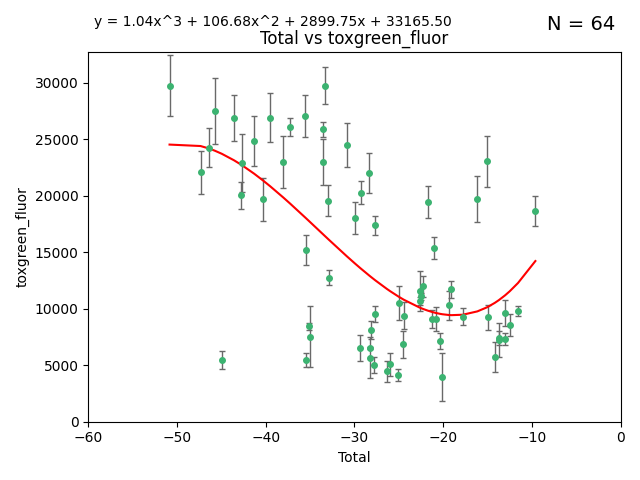 y = 1.04x^3 + 106.68x^2 + 2899.75x + 33165.50
N = 64
Total vs toxgreen_fluor
30000
25000
20000
15000
10000
5000
0
toxgreen_fluor
−60
−50
−40
−30
−20
−10
0
Total